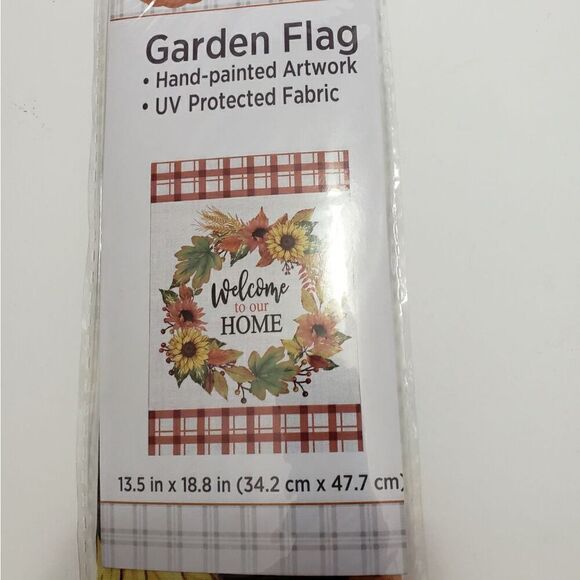 Garden Flag
• Hand-painted Artwork
• UV Protected Fabric
Welcome
to our
HOME
13.5 in x 18.8 in (34.2 cm x 47.7 cm)